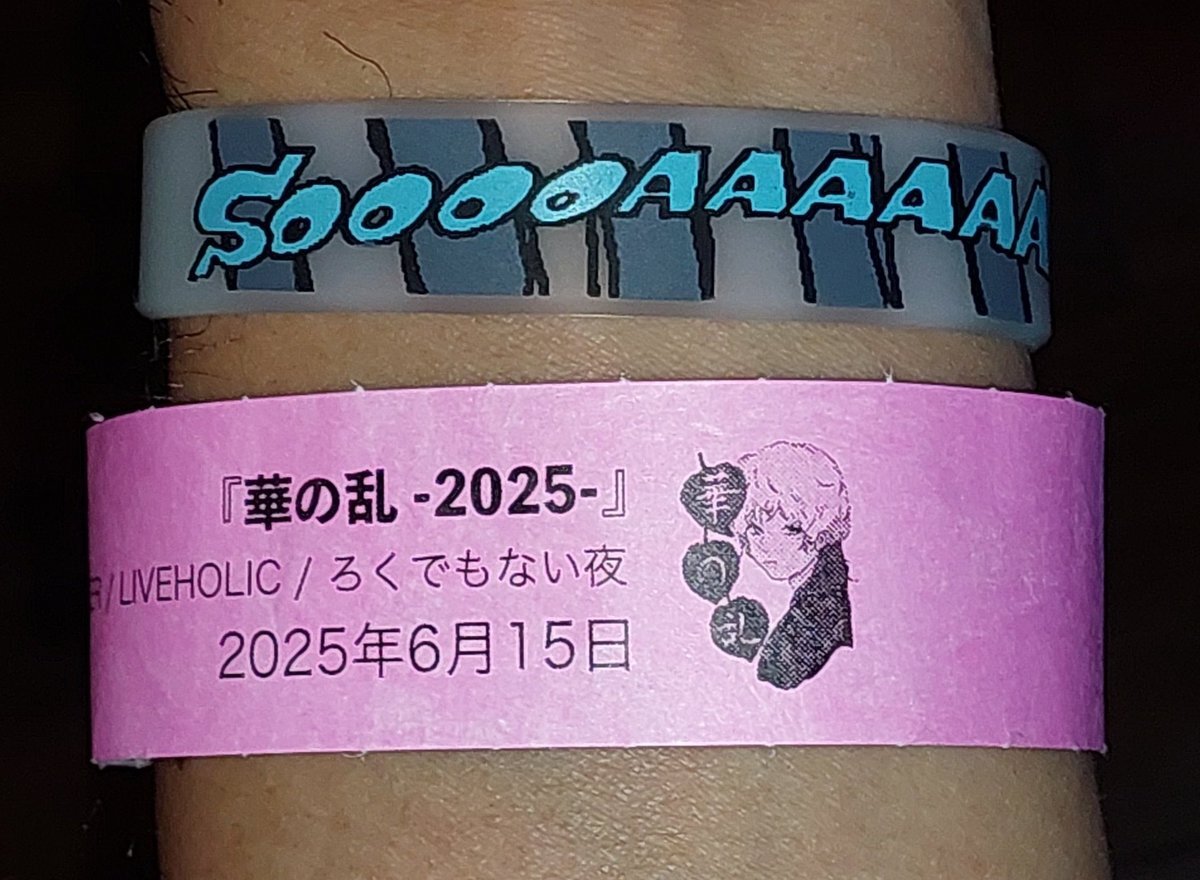 SooooAAAAAA
『華の乱 -2025-』
/ LIVEHOLIC / ろくでもない夜
2025年6月15日
華
の
乱